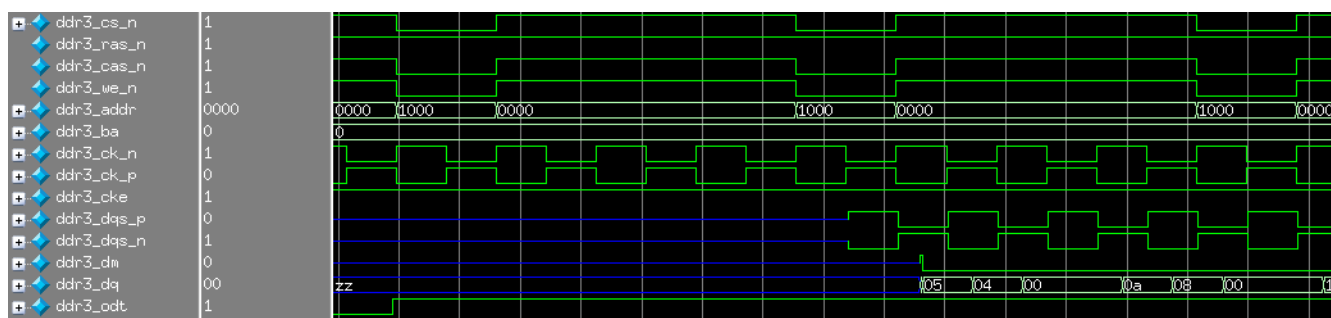 ddr3_cs_n 1
ddr3_ras_n 1
ddr3_cas_n 1
ddr3_we_n 1
ddr3_addr 0000 0000 1000 0000 1000 0000 1000 0000
ddr3_ba 0 0
ddr3_ck_n 1
ddr3_ck_p 0
ddr3_cke 1
ddr3_dqs_p 0
ddr3_dqs_n 1
ddr3_dm 0
ddr3_dq 00 zz 05 04 00 0a 08 00 1
ddr3_odt 1